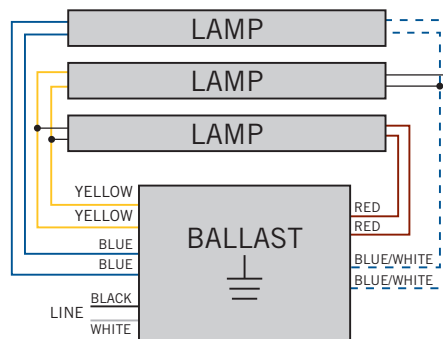 LAMP
LAMP
LAMP
YELLOW
YELLOW
BLUE
BLUE
LINE
BLACK
WHITE
BALLAST
RED
RED
BLUE/WHITE
BLUE/WHITE